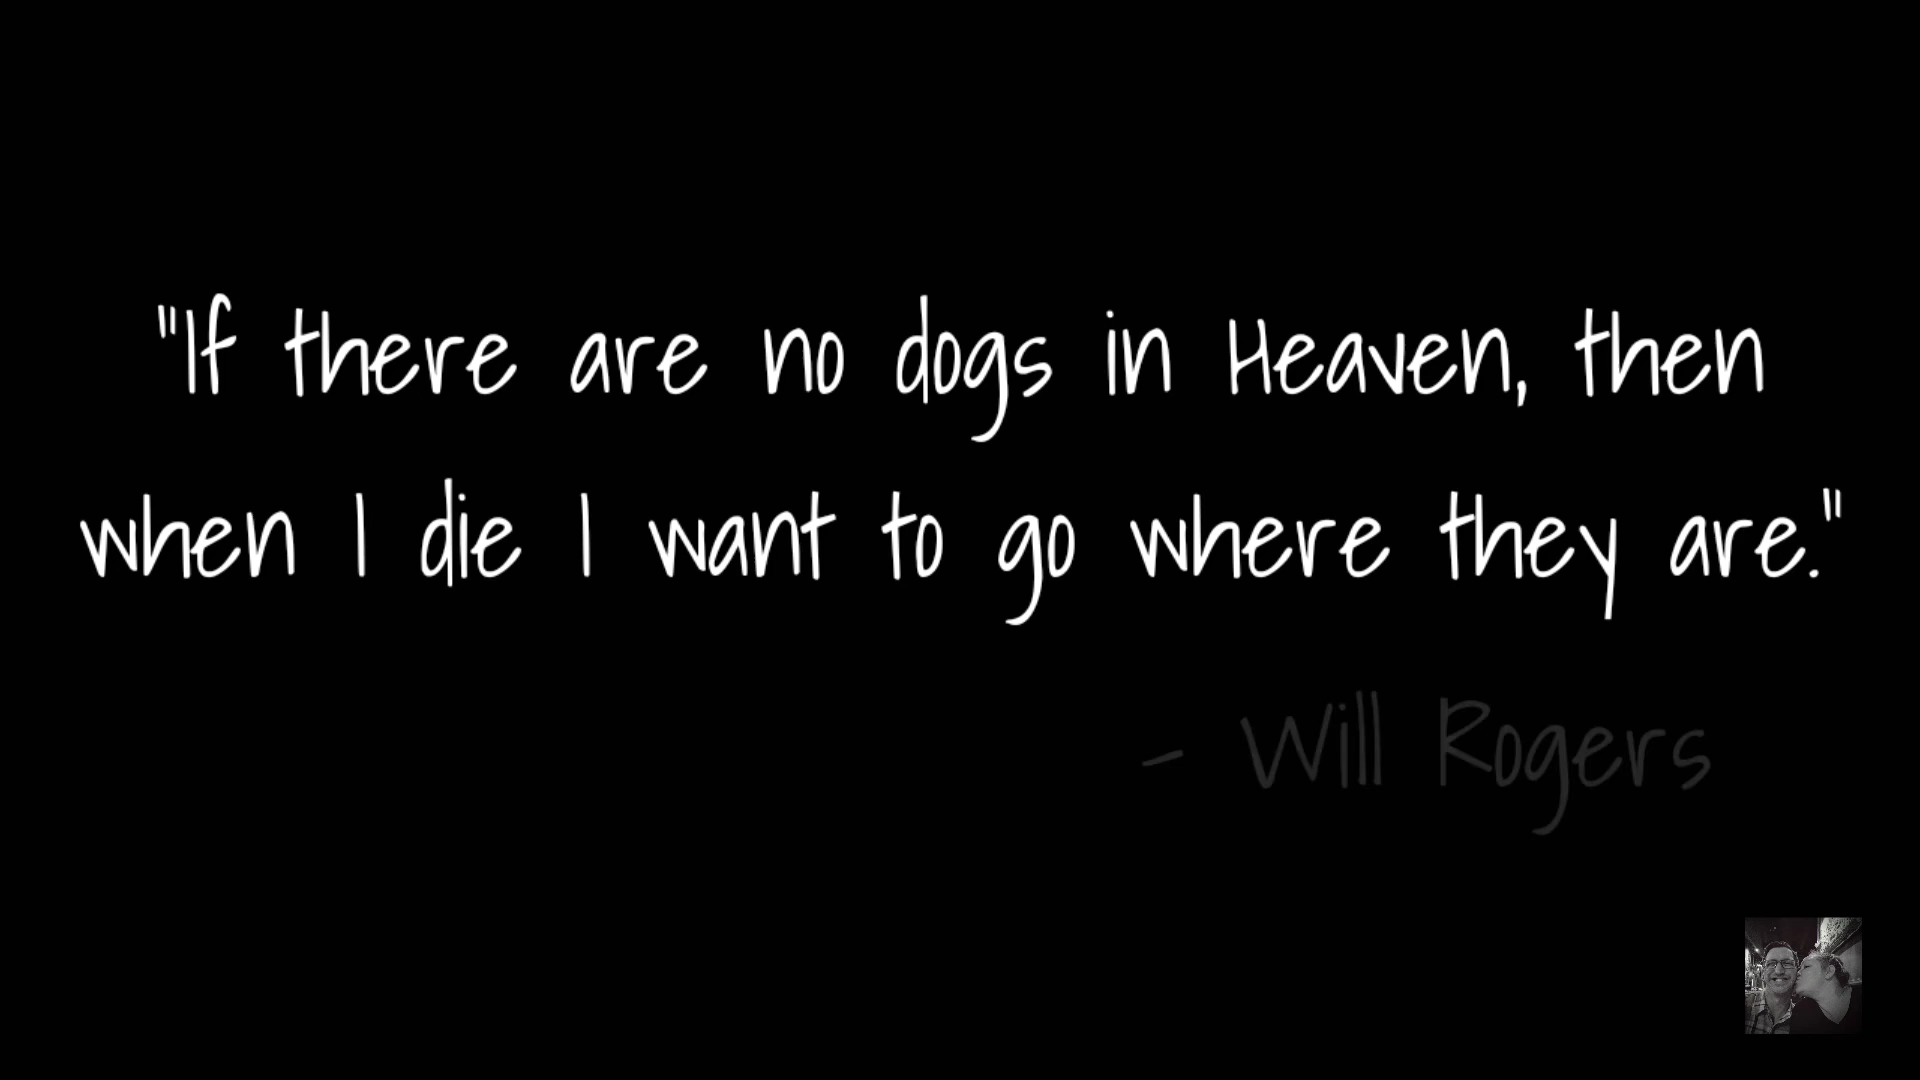 "If there are no dogs in Heaven, then
when I die I want to go where they are."
- Will Rogers